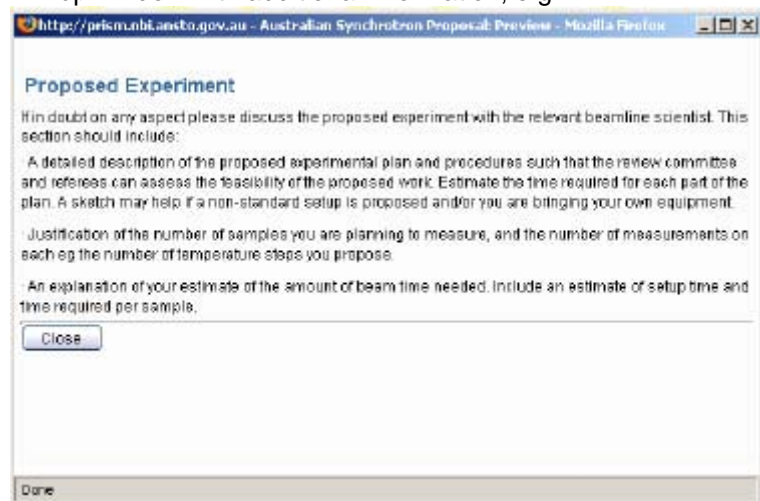 http://prism.nbi.ansto.gov.au - Australian Synchrotron Proposal: Preview - Mozilla Firefox
Proposed Experiment
If in doubt on any aspect please discuss the proposed experiment with the relevant beamline scientist. This
section should include:
· A detailed description of the proposed experimental plan and procedures such that the review committee
and referees can assess the feasibility of the proposed work. Estimate the time required for each part of the
plan. A sketch may help if a non-standard setup is proposed and/or you are bringing your own equipment.
· Justification of the number of samples you are planning to measure, and the number of measurements on
each eg the number of temperature steps you propose.
· An explanation of your estimate of the amount of beam time needed. Include an estimate of setup time and
time required per sample.
Close
Done